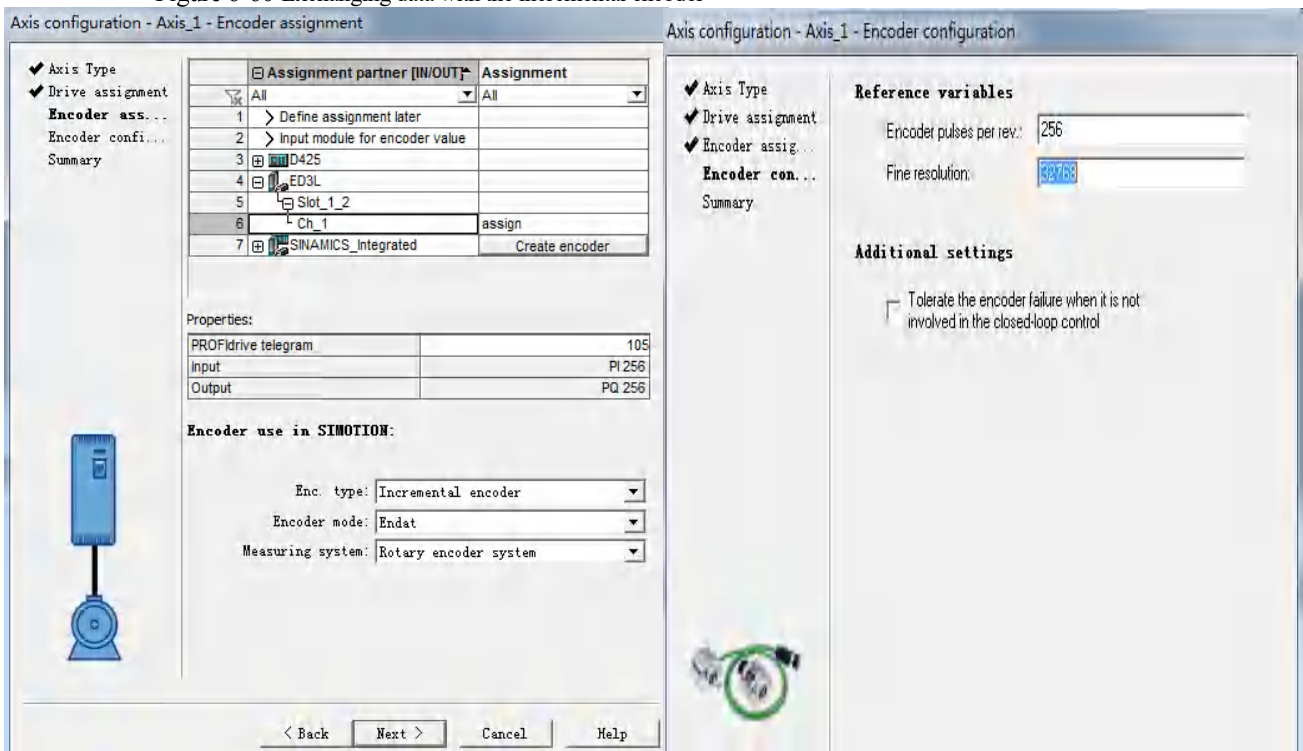 Axis configuration - Axis_1 - Encoder assignment
Axis Type
Drive assignment
Encoder ass...
Encoder confi...
Summary
Assignment partner [IN/OUT] Assignment
All All
1 > Define assignment later
2 > Input module for encoder value
3 D425
4 ED3L
5 Slot_1_2
6 Ch_1 assign
7 SINAMICS_Integrated Create encoder
Properties:
PROFIdrive telegram 105
Input PI 256
Output PQ 256
Encoder use in SIMOTION:
Enc. type: Incremental encoder
Encoder mode: Endat
Measuring system: Rotary encoder system
< Back Next > Cancel Help
Axis configuration - Axis_1 - Encoder configuration
Axis Type
Drive assignment
Encoder assig...
Encoder con...
Summary
Reference variables
Encoder pulses per rev.: 256
Fine resolution: 32768
Additional settings
Tolerate the encoder failure when it is not
involved in the closed-loop control